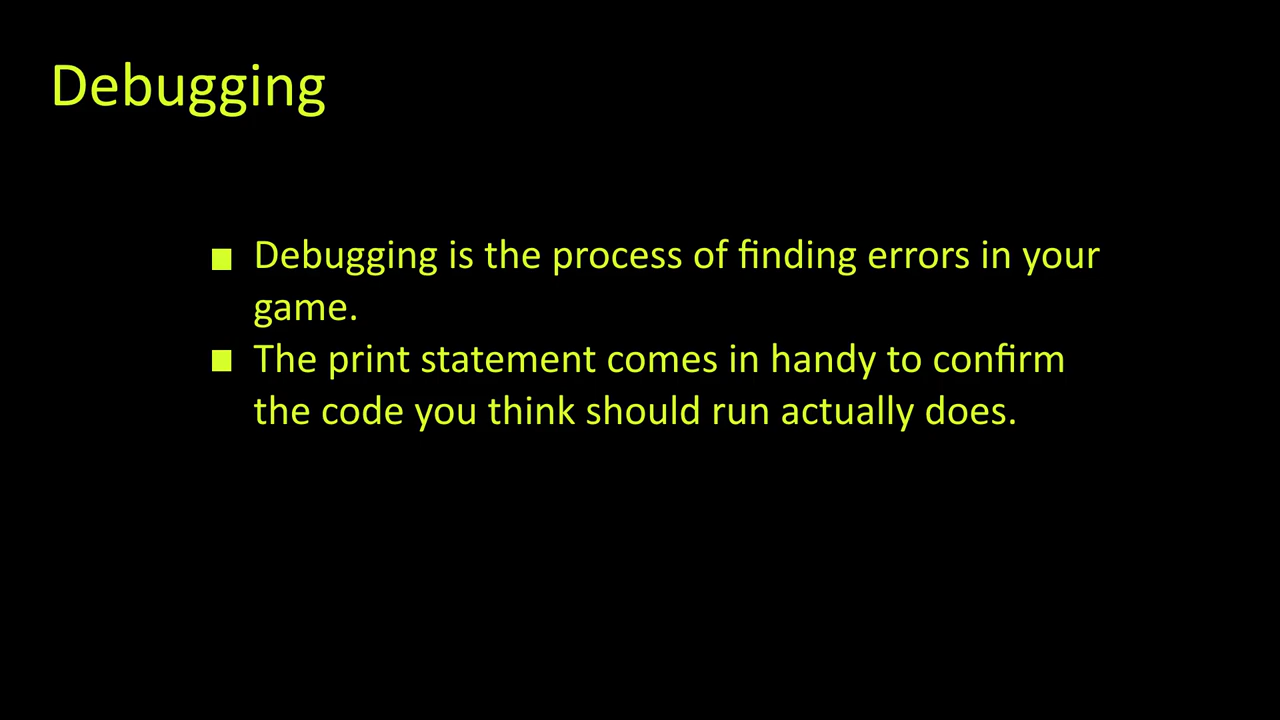 Debugging
Debugging is the process of finding errors in your
game.
The print statement comes in handy to confirm
the code you think should run actually does.